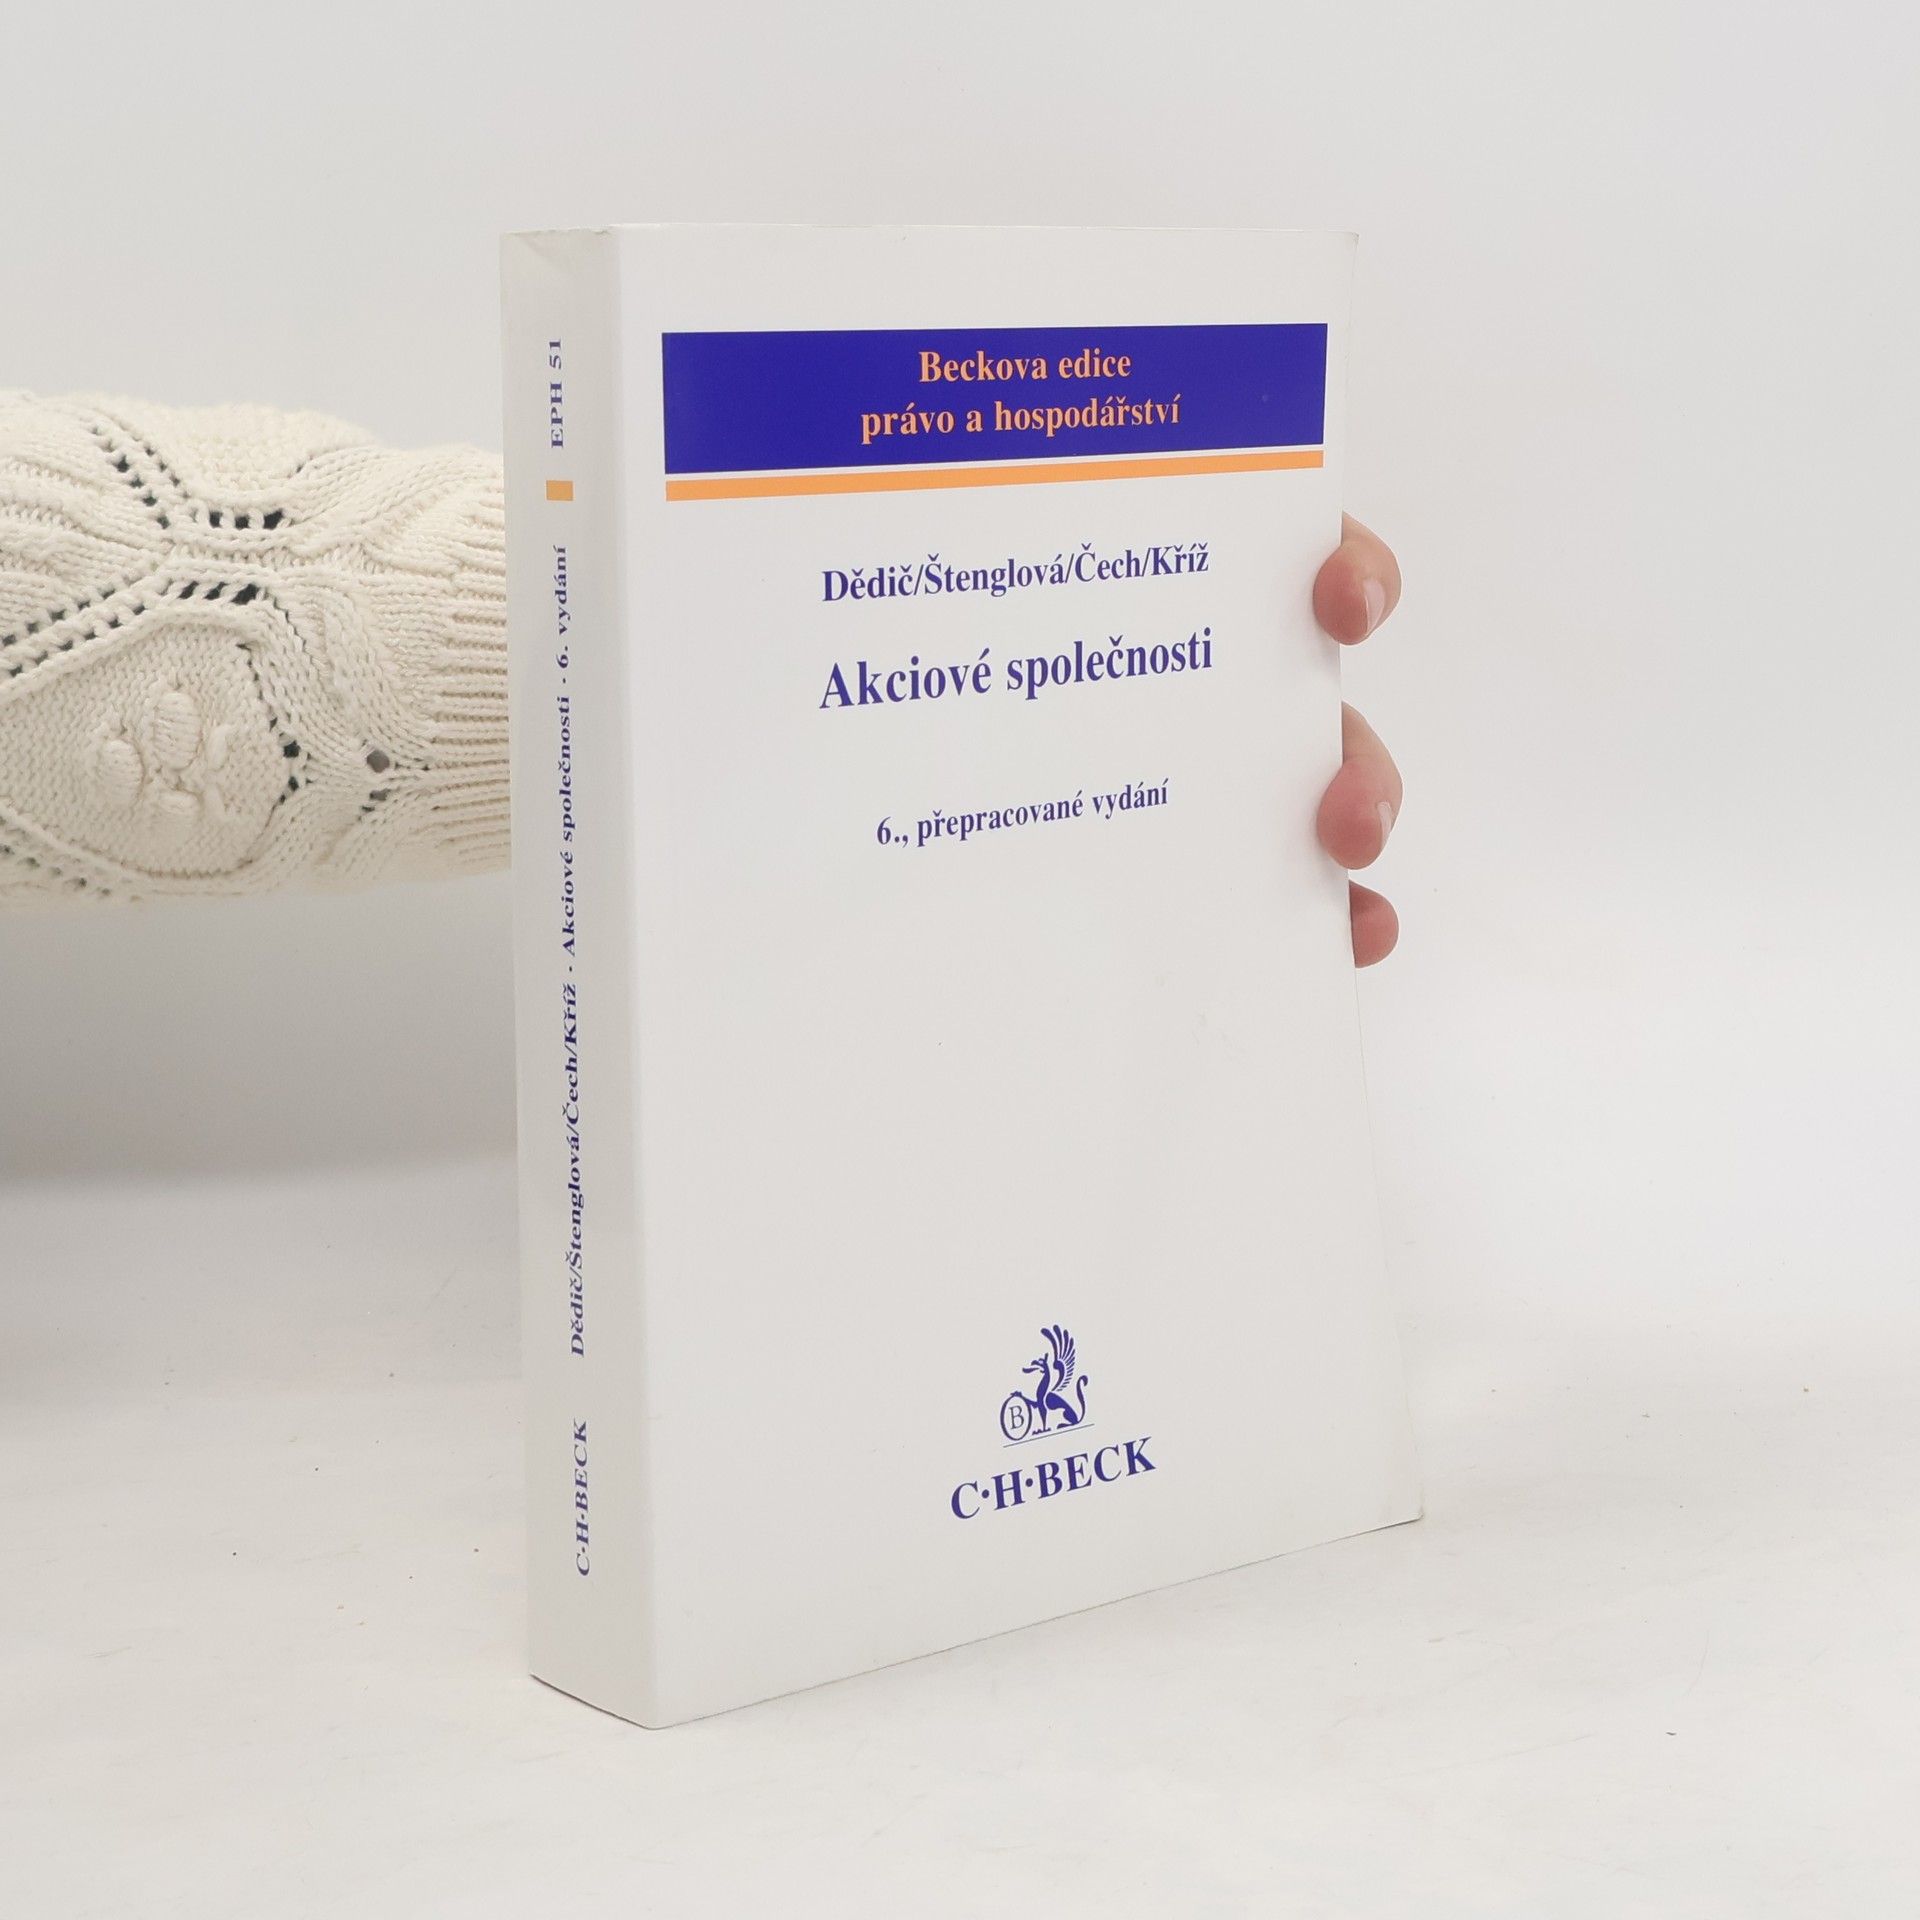 Beckova edice
právo a hospodářství
Dědič/Štenglová/Čech/Kříž
Akciové společnosti
6., přepracované vydání
B
C·H·BECK
C·H·BECK Dědič/Štenglová/Čech/Kříž · Akciové společnosti · 6. vydání EPH 51